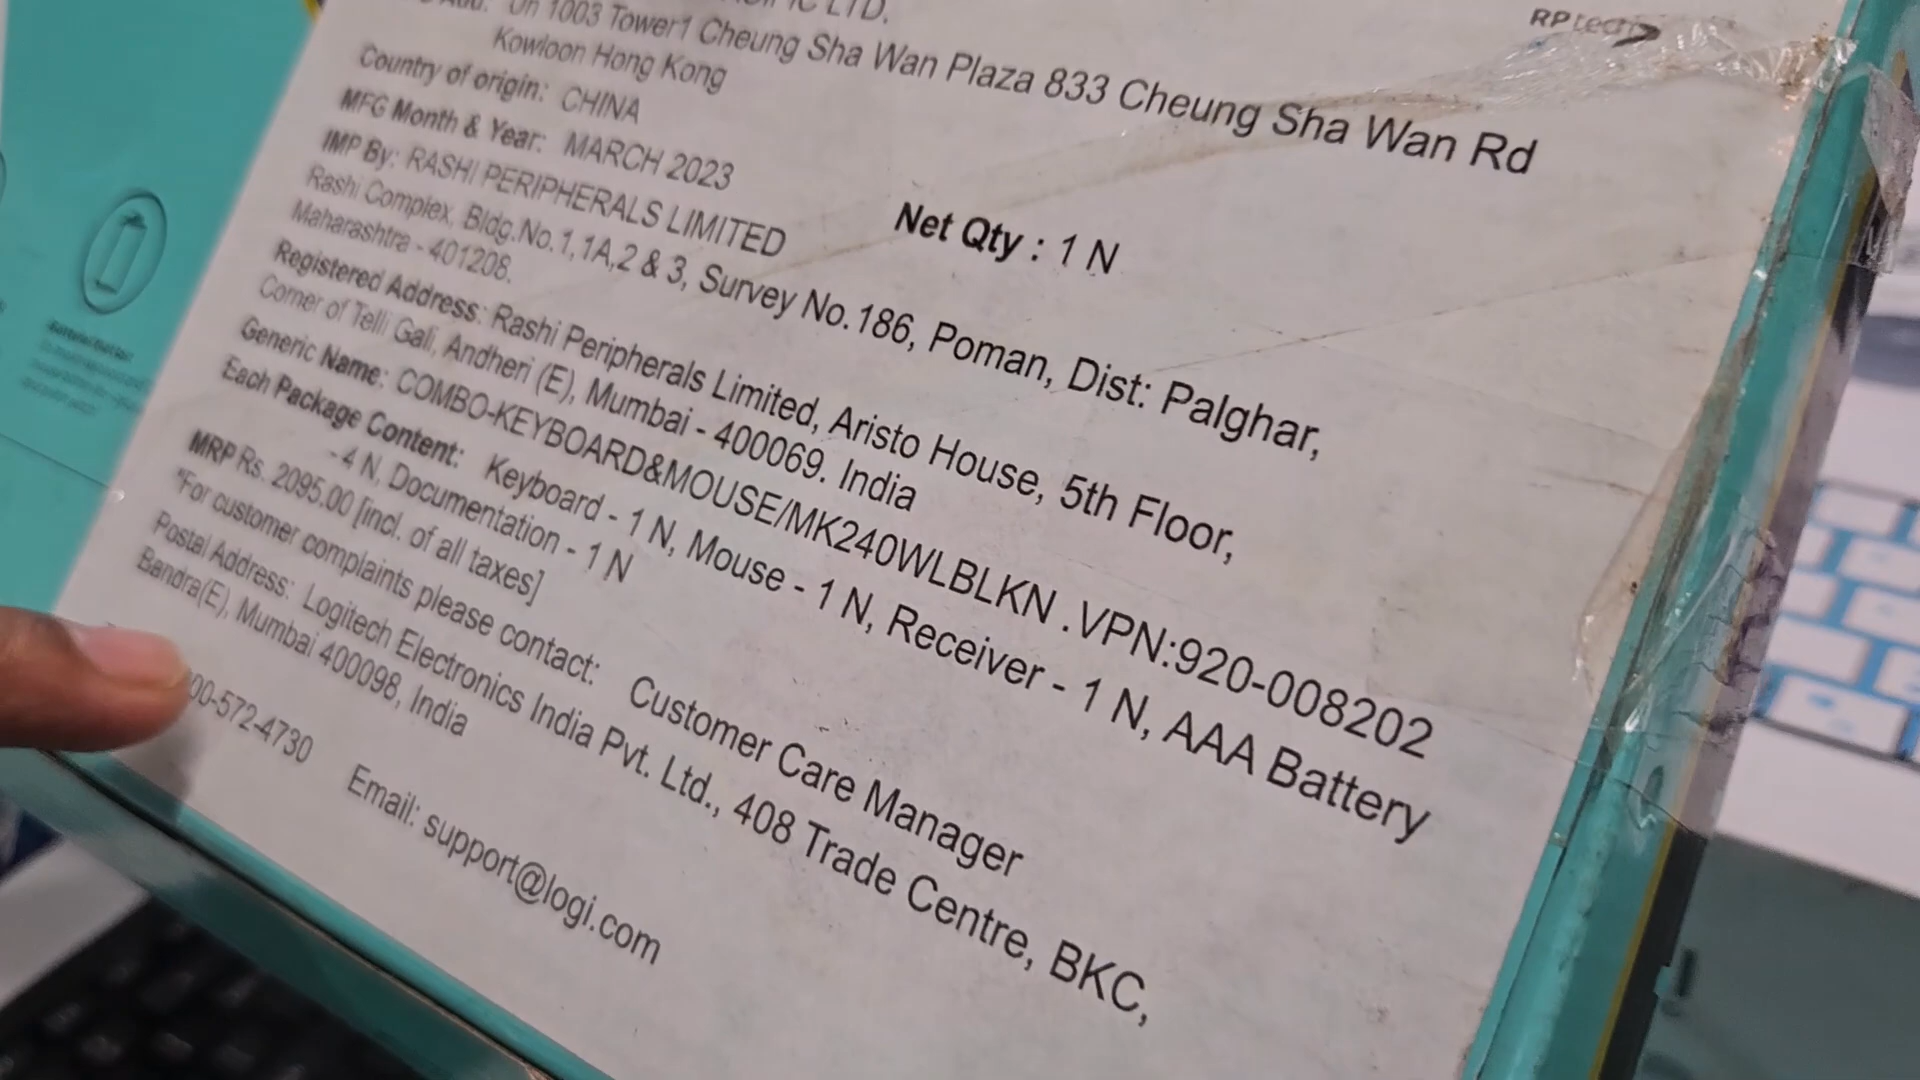 RPtech
LTD.
Un 1003 Tower1 Cheung Sha Wan Plaza 833 Cheung Sha Wan Rd
Kowloon Hong Kong
Country of origin: CHINA
MFG Month & Year: MARCH 2023
Net Qty : 1 N
IMP By: RASHI PERIPHERALS LIMITED
Rashi Complex, Bldg.No.1,1A,2 & 3, Survey No.186, Poman, Dist: Palghar,
Maharashtra - 401208.
Registered Address: Rashi Peripherals Limited, Aristo House, 5th Floor,
Corner of Telli Gali, Andheri (E), Mumbai - 400069. India
Generic Name: COMBO-KEYBOARD&MOUSE/MK240WLBLKN .VPN:920-008202
Each Package Content: Keyboard - 1 N, Mouse - 1 N, Receiver - 1 N, AAA Battery
- 4 N, Documentation - 1 N
MRP Rs. 2095.00 [incl. of all taxes]
*For customer complaints please contact: Customer Care Manager
Postal Address: Logitech Electronics India Pvt. Ltd., 408 Trade Centre, BKC,
Bandra(E), Mumbai 400098, India
00-572-4730 Email: support@logi.com